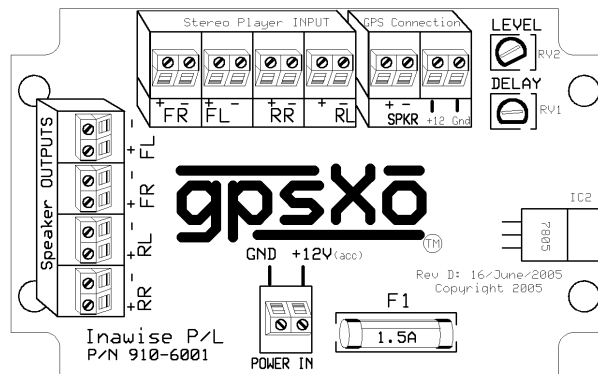 Stereo Player INPUT GPS Connection LEVEL
RV2
DELAY
RV1
+ - - + + - - +
FR FL RR RL
+ -
SPKR +12 Gnd
Speaker OUTPUTS
- + FL
- + FR
- + RL
- + RR
gpsXo TM
IC2
7805
GND +12V(acc)
Rev D: 16/June/2005
Copyright 2005
F1
1.5A
Inawise P/L
P/N 910-6001
POWER IN